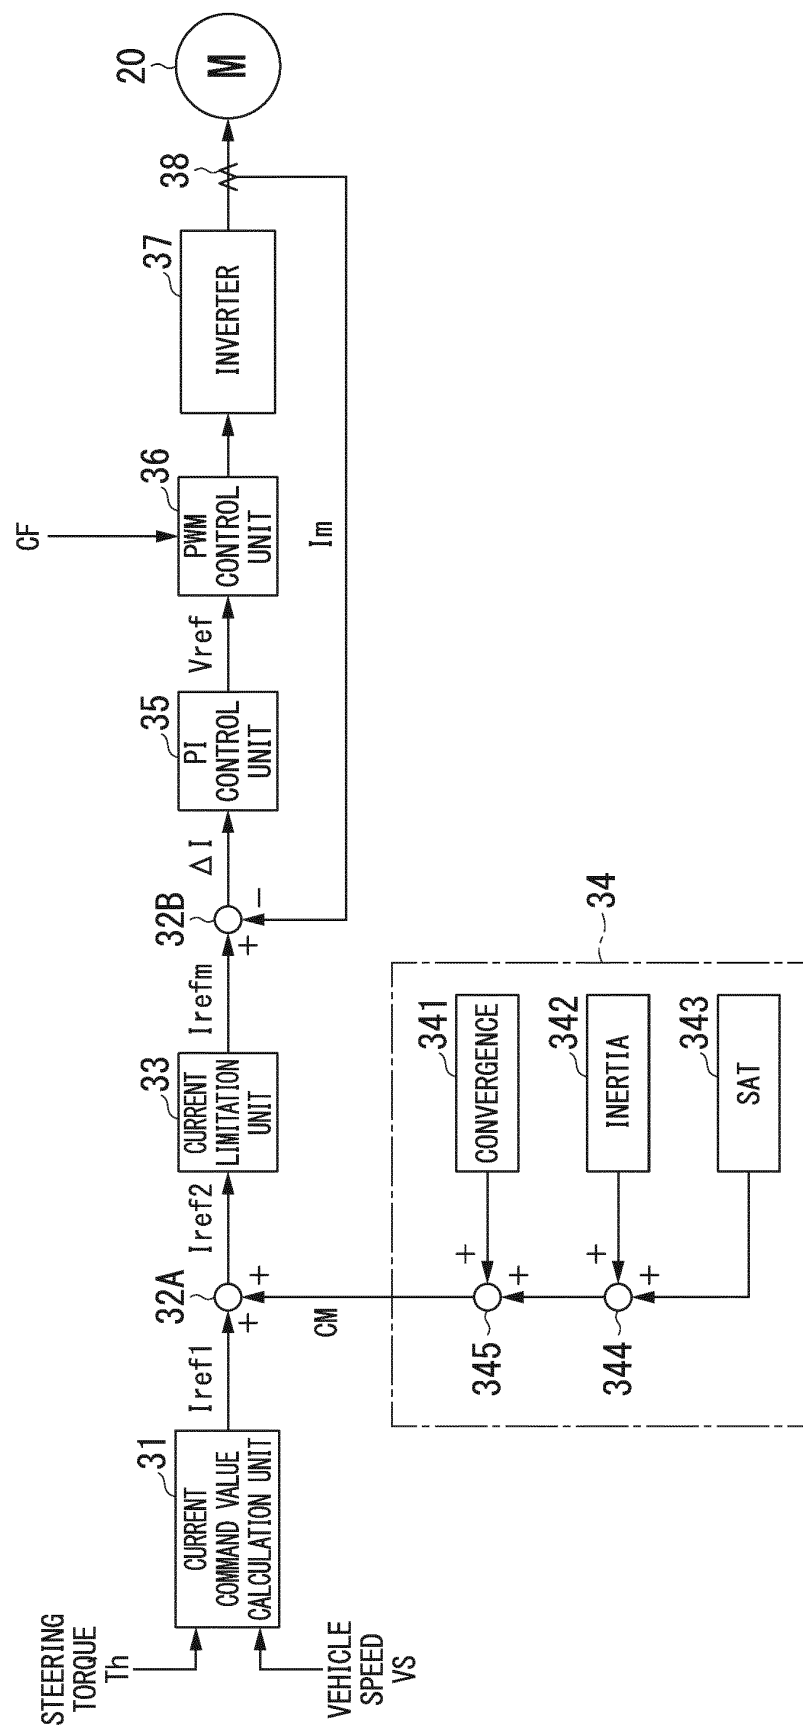 STEERING
TORQUE
Th
VEHICLE
SPEED
VS
31
CURRENT
COMMAND VALUE
CALCULATION UNIT
Iref1
32A
+
+
CM
Iref2
33
CURRENT
LIMITATION
UNIT
Irefm
32B
+
-
ΔI
35
PI
CONTROL
UNIT
Vref
CF
36
PWM
CONTROL
UNIT
Im
37
INVERTER
38
20
M
34
341
CONVERGENCE
342
INERTIA
343
SAT
345
+
+
344
+
+